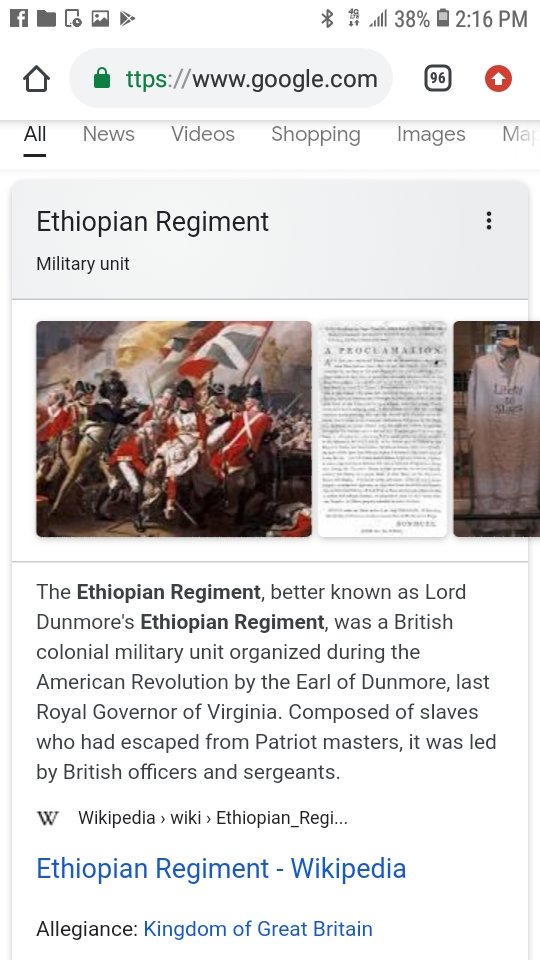 38% 2:16 PM
ttps://www.google.com 96
All News Videos Shopping Images Map
Ethiopian Regiment
Military unit
A PROCLAMATION.
DUNMORE.
Liberty
to
Slaves
The Ethiopian Regiment, better known as Lord
Dunmore's Ethiopian Regiment, was a British
colonial military unit organized during the
American Revolution by the Earl of Dunmore, last
Royal Governor of Virginia. Composed of slaves
who had escaped from Patriot masters, it was led
by British officers and sergeants.
W Wikipedia › wiki › Ethiopian_Regi...
Ethiopian Regiment - Wikipedia
Allegiance: Kingdom of Great Britain